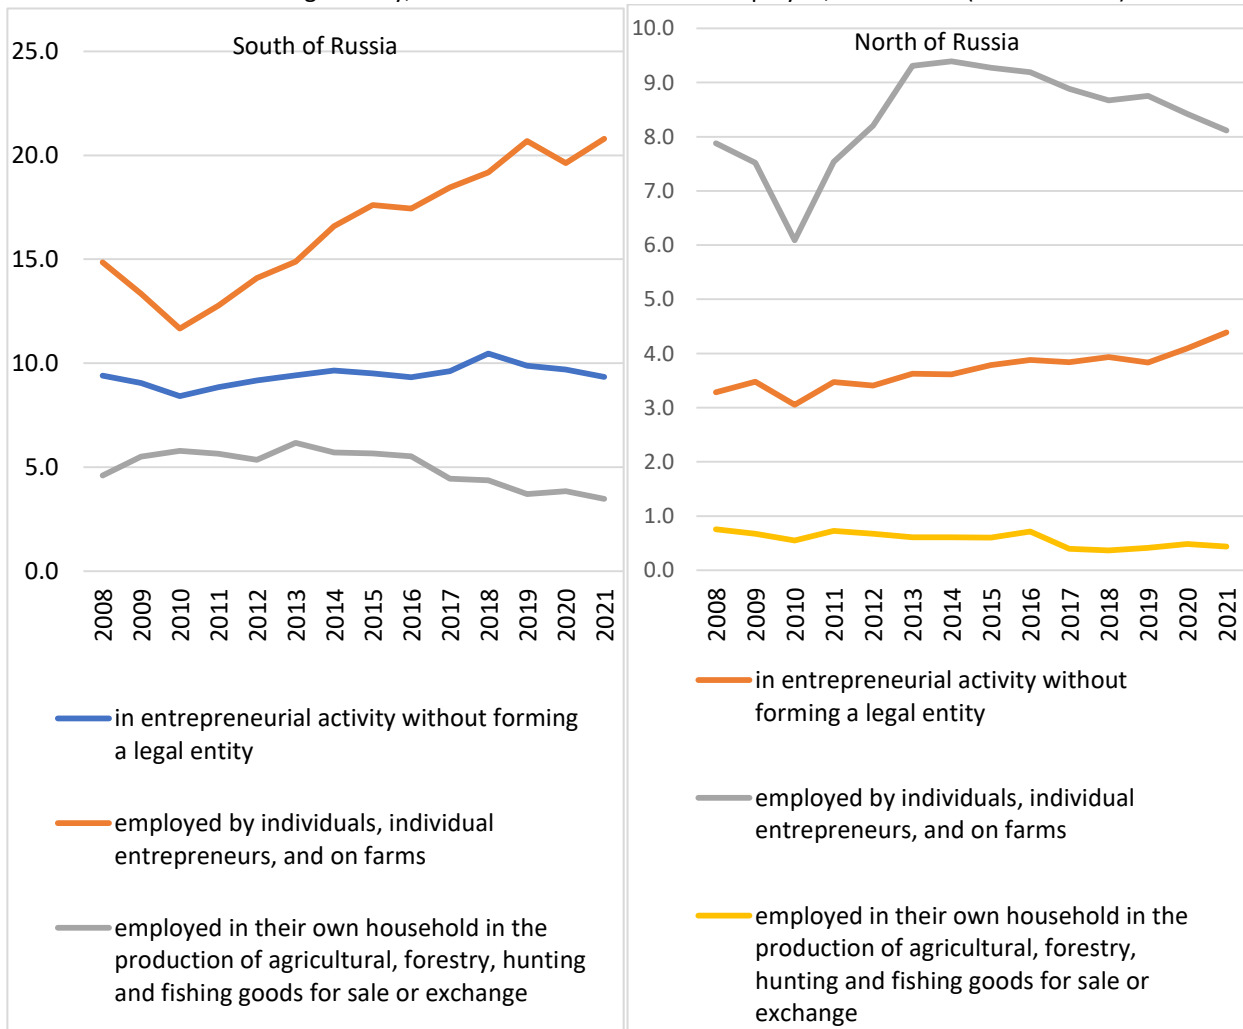 South of Russia
25.0
20.0
15.0
10.0
5.0
0.0
2008
2009
2010
2011
2012
2013
2014
2015
2016
2017
2018
2019
2020
2021
in entrepreneurial activity without forming
a legal entity
employed by individuals, individual
entrepreneurs, and on farms
employed in their own household in the
production of agricultural, forestry, hunting
and fishing goods for sale or exchange
North of Russia
10.0
9.0
8.0
7.0
6.0
5.0
4.0
3.0
2.0
1.0
0.0
2008
2009
2010
2011
2012
2013
2014
2015
2016
2017
2018
2019
2020
2021
in entrepreneurial activity without
forming a legal entity
employed by individuals, individual
entrepreneurs, and on farms
employed in their own household in the
production of agricultural, forestry,
hunting and fishing goods for sale or
exchange